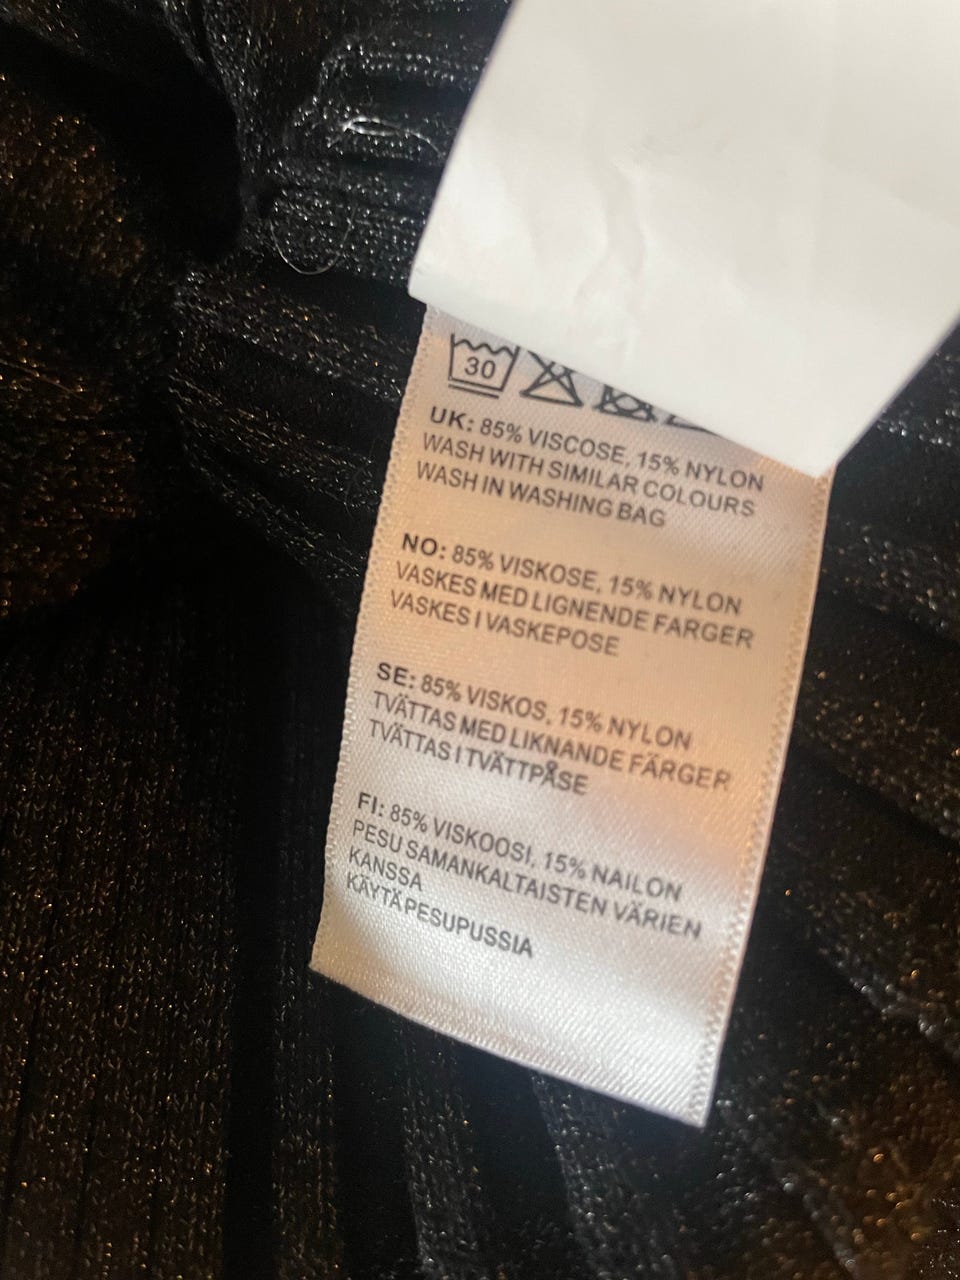 30
UK: 85% VISCOSE, 15% NYLON
WASH WITH SIMILAR COLOURS
WASH IN WASHING BAG
NO: 85% VISKOSE, 15% NYLON
VASKES MED LIGNENDE FARGER
VASKES I VASKEPOSE
SE: 85% VISKOS, 15% NYLON
TVÄTTAS MED LIKNANDE FÄRGER
TVÄTTAS I TVÄTTPÅSE
FI: 85% VISKOOSI, 15% NAILON
PESU SAMANKALTAISTEN VÄRIEN
KANSSA
KÄYTÄ PESUPUSSIA